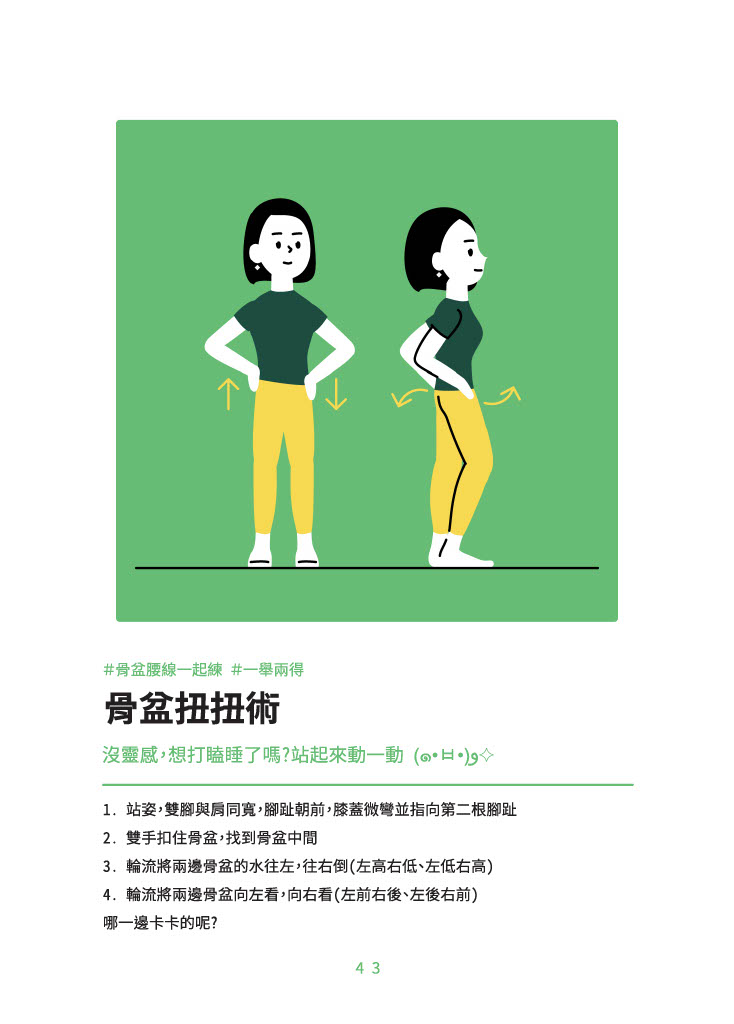 #骨盆腰線一起練 #一舉兩得
骨盆扭扭術
沒靈感,想打瞌睡了嗎?站起來動一動 (๑•ㅂ•)و✧
1. 站姿,雙腳與肩同寬,腳趾朝前,膝蓋微彎並指向第二根腳趾
2. 雙手扣住骨盆,找到骨盆中間
3. 輪流將兩邊骨盆的水往左,往右倒(左高右低、左低右高)
4. 輪流將兩邊骨盆向左看,向右看(左前右後、左後右前)
哪一邊卡卡的呢?
43